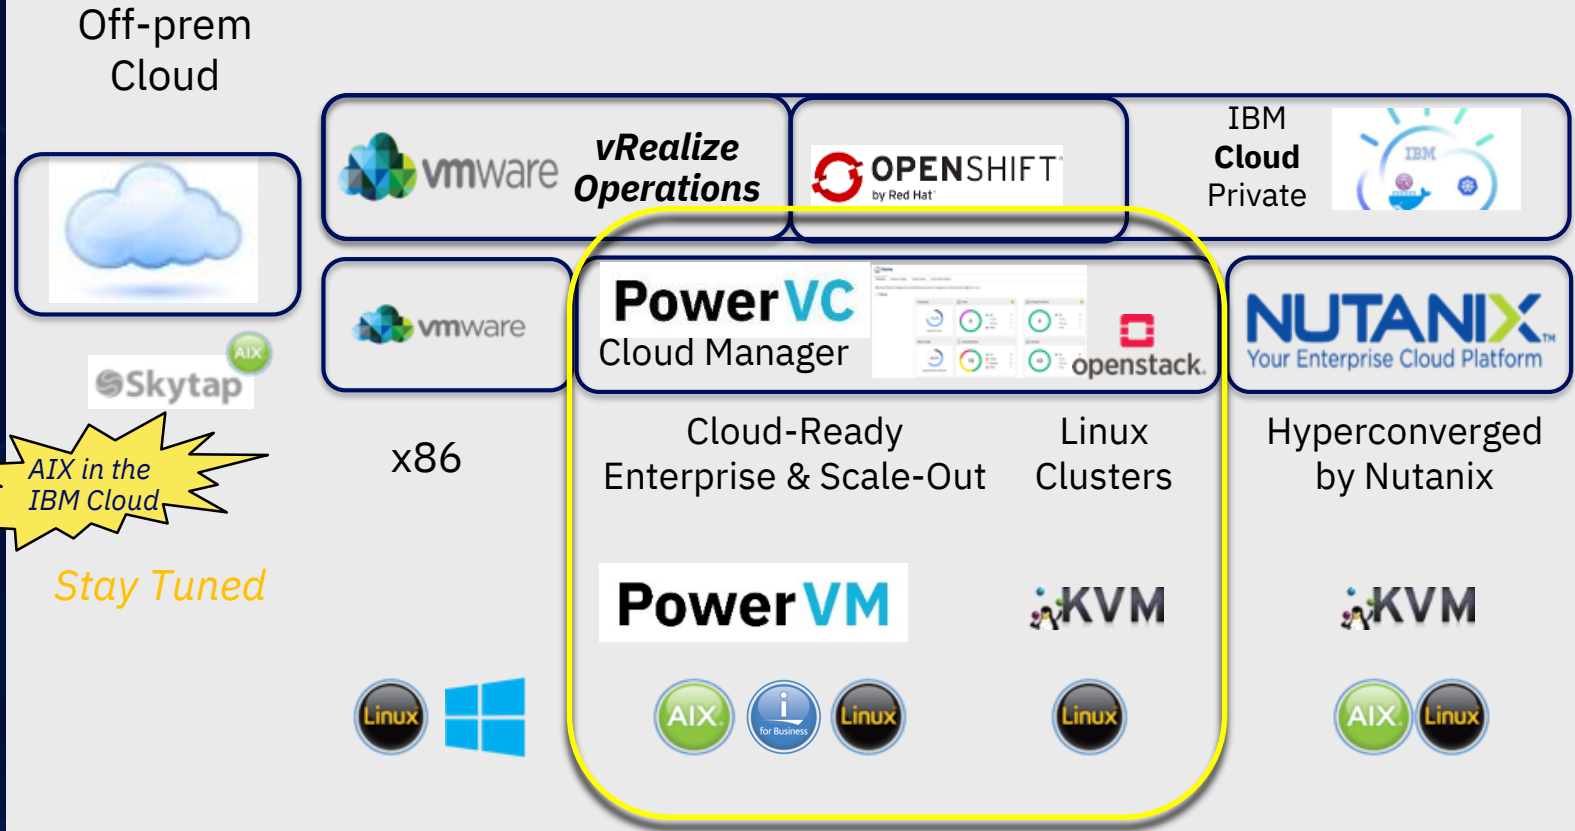 Off-prem
Cloud
vmware
vRealize
Operations
OPENSHIFT
by Red Hat
IBM
Cloud
Private
IBM
vmware
PowerVC
Cloud Manager
openstack.
NUTANIX™
Your Enterprise Cloud Platform
Skytap
AIX
AIX in the
IBM Cloud
Stay Tuned
x86
Cloud-Ready
Enterprise & Scale-Out
Linux
Clusters
Hyperconverged
by Nutanix
PowerVM
KVM
KVM
Linux
AIX
i
for Business
Linux
Linux
AIX
Linux